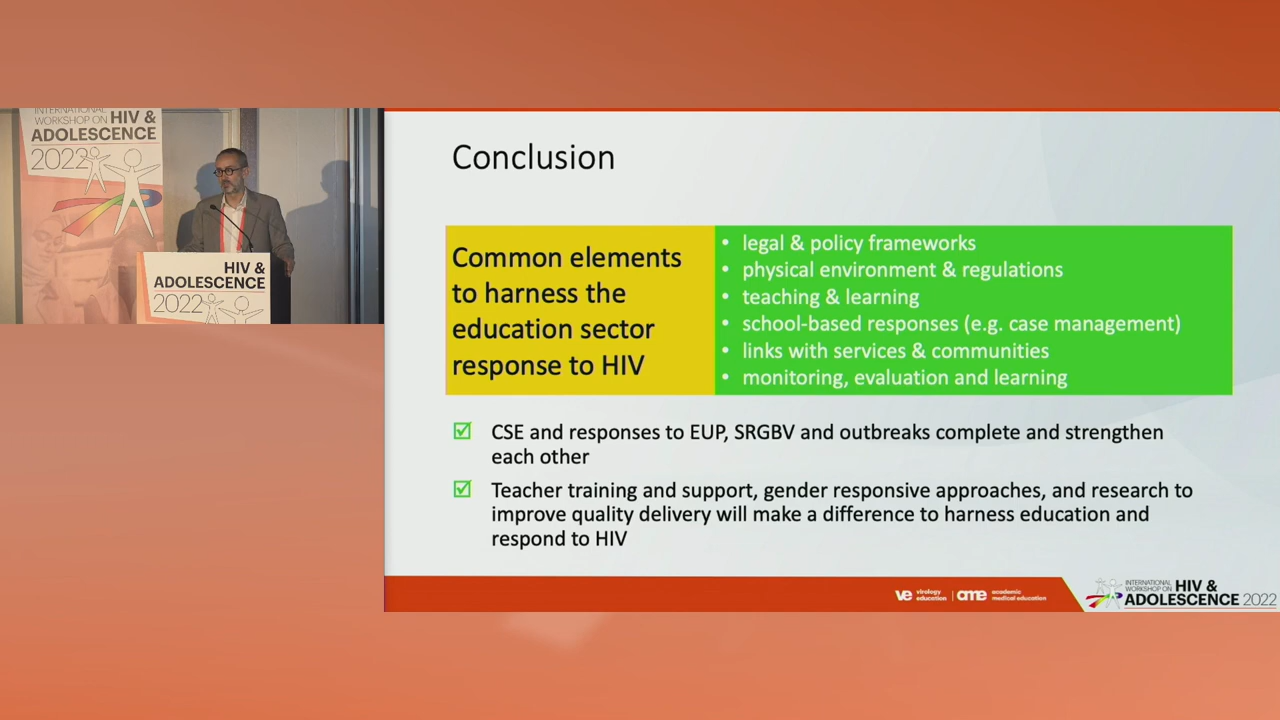 INTERNATIONAL
WORKSHOP ON HIV &
ADOLESCENCE
2022
HIV &
ADOLESCENCE
2022
Conclusion
Common elements
to harness the
education sector
response to HIV
• legal & policy frameworks
• physical environment & regulations
• teaching & learning
• school-based responses (e.g. case management)
• links with services & communities
• monitoring, evaluation and learning
CSE and responses to EUP, SRGBV and outbreaks complete and strengthen
each other
Teacher training and support, gender responsive approaches, and research to
improve quality delivery will make a difference to harness education and
respond to HIV
ve virology education | ame academic medical education
INTERNATIONAL
WORKSHOP ON HIV &
ADOLESCENCE 2022